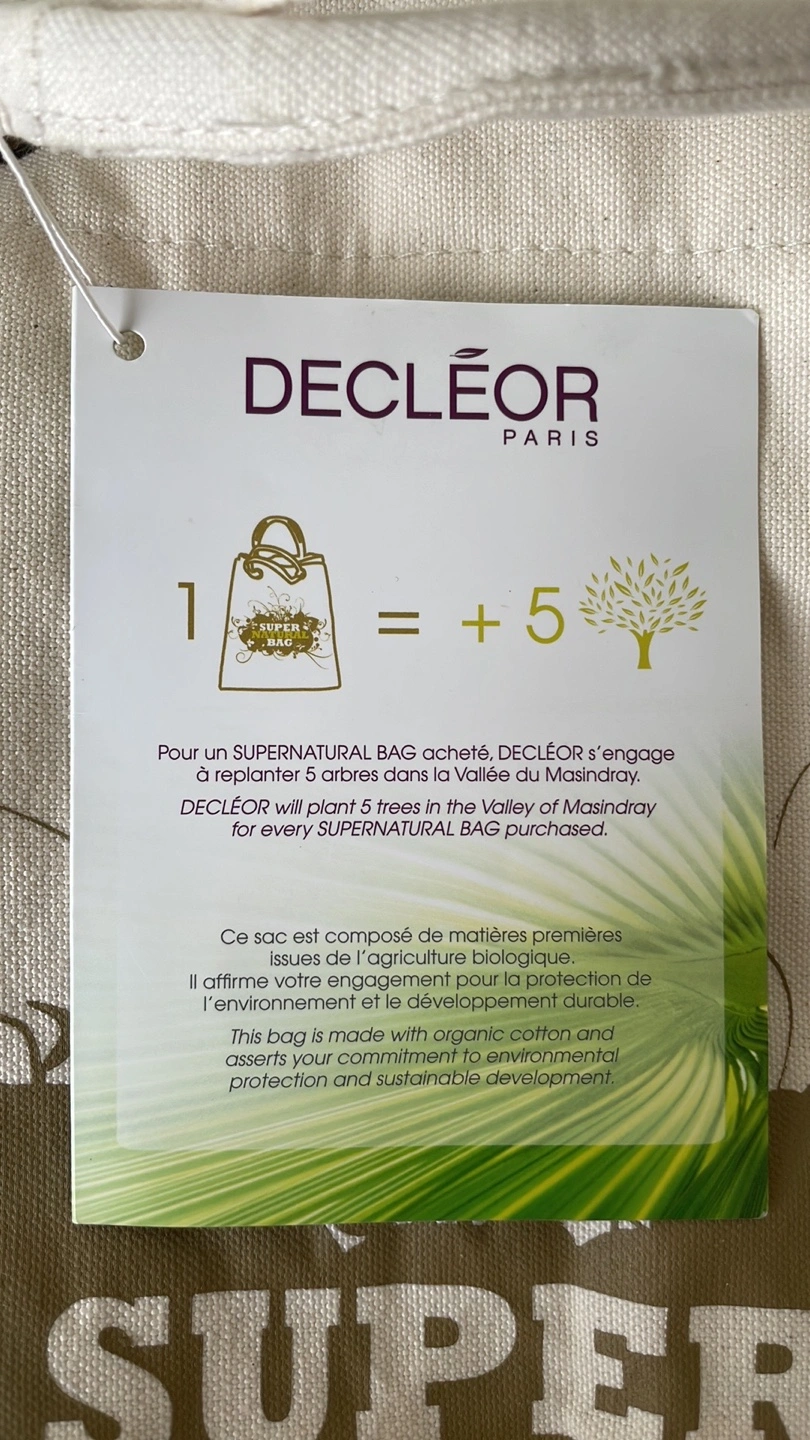 DECLÉOR
PARIS
1 SUPER NATURAL BAG = + 5
Pour un SUPERNATURAL BAG acheté, DECLÉOR s'engage
à replanter 5 arbres dans la Vallée du Masindray.
DECLÉOR will plant 5 trees in the Valley of Masindray
for every SUPERNATURAL BAG purchased.
Ce sac est composé de matières premières
issues de l'agriculture biologique.
Il affirme votre engagement pour la protection de
l'environnement et le développement durable.
This bag is made with organic cotton and
asserts your commitment to environmental
protection and sustainable development.
SUPER